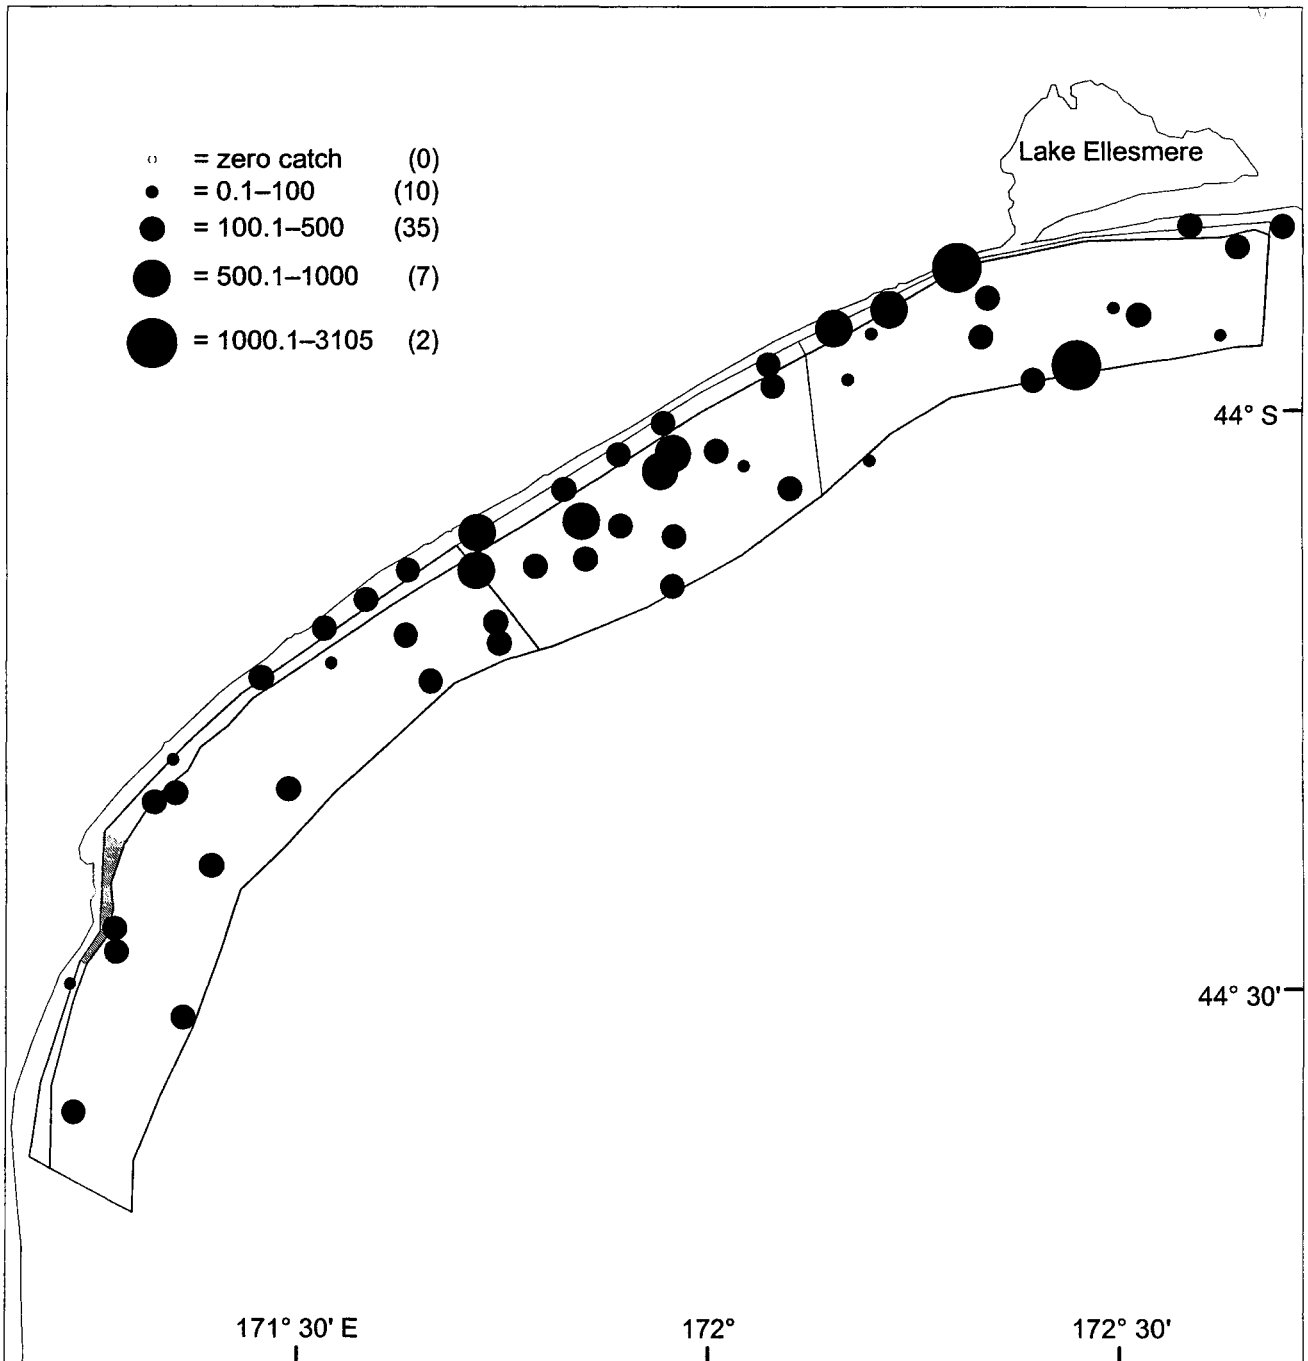 = zero catch (0)
= 0.1–100 (10)
= 100.1–500 (35)
= 500.1–1000 (7)
= 1000.1–3105 (2)
Lake Ellesmere
44° S
44° 30'
171° 30' E 172° 172° 30'